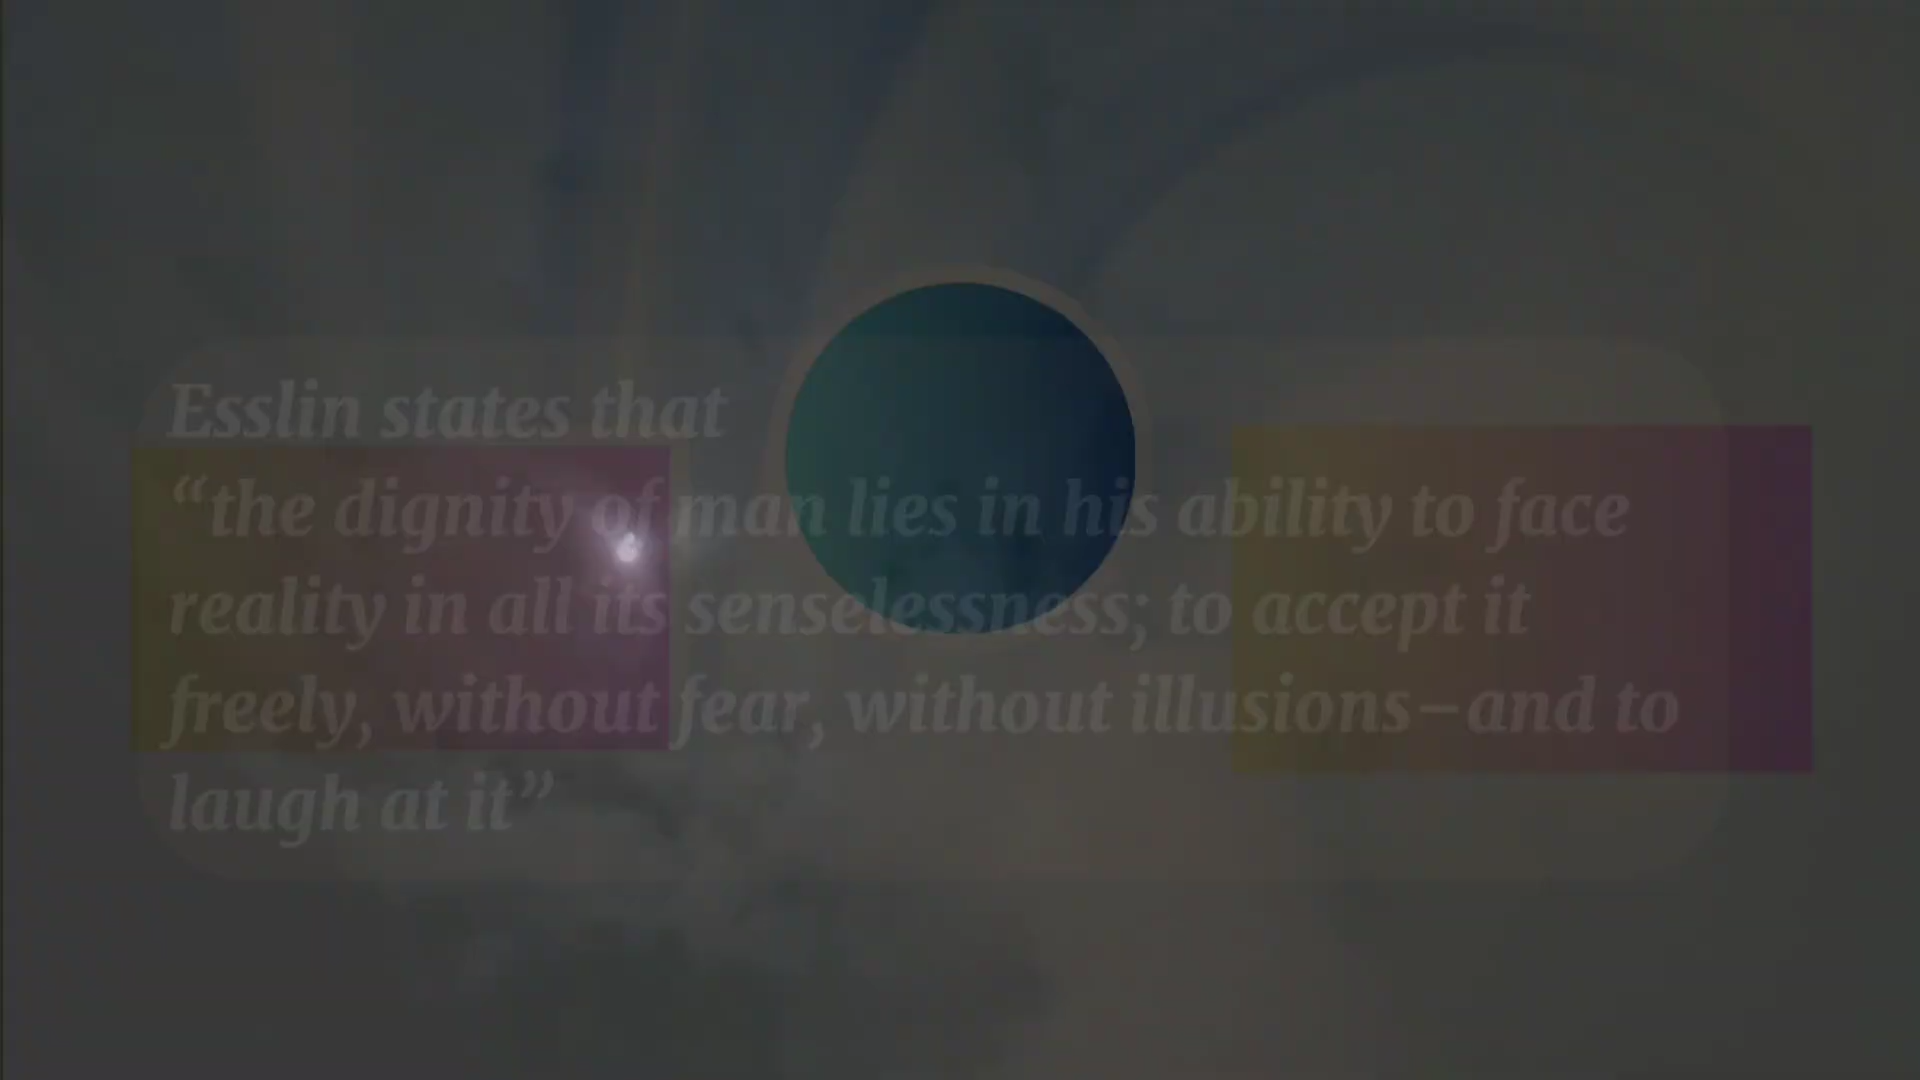 Esslin states that
“the dignity of man lies in his ability to face
reality in all its senselessness; to accept it
freely, without fear, without illusions—and to
laugh at it”